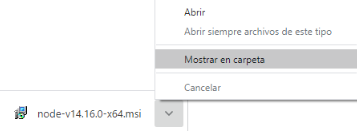 Abrir
Abrir siempre archivos de este tipo
Mostrar en carpeta
Cancelar
node-v14.16.0-x64.msi